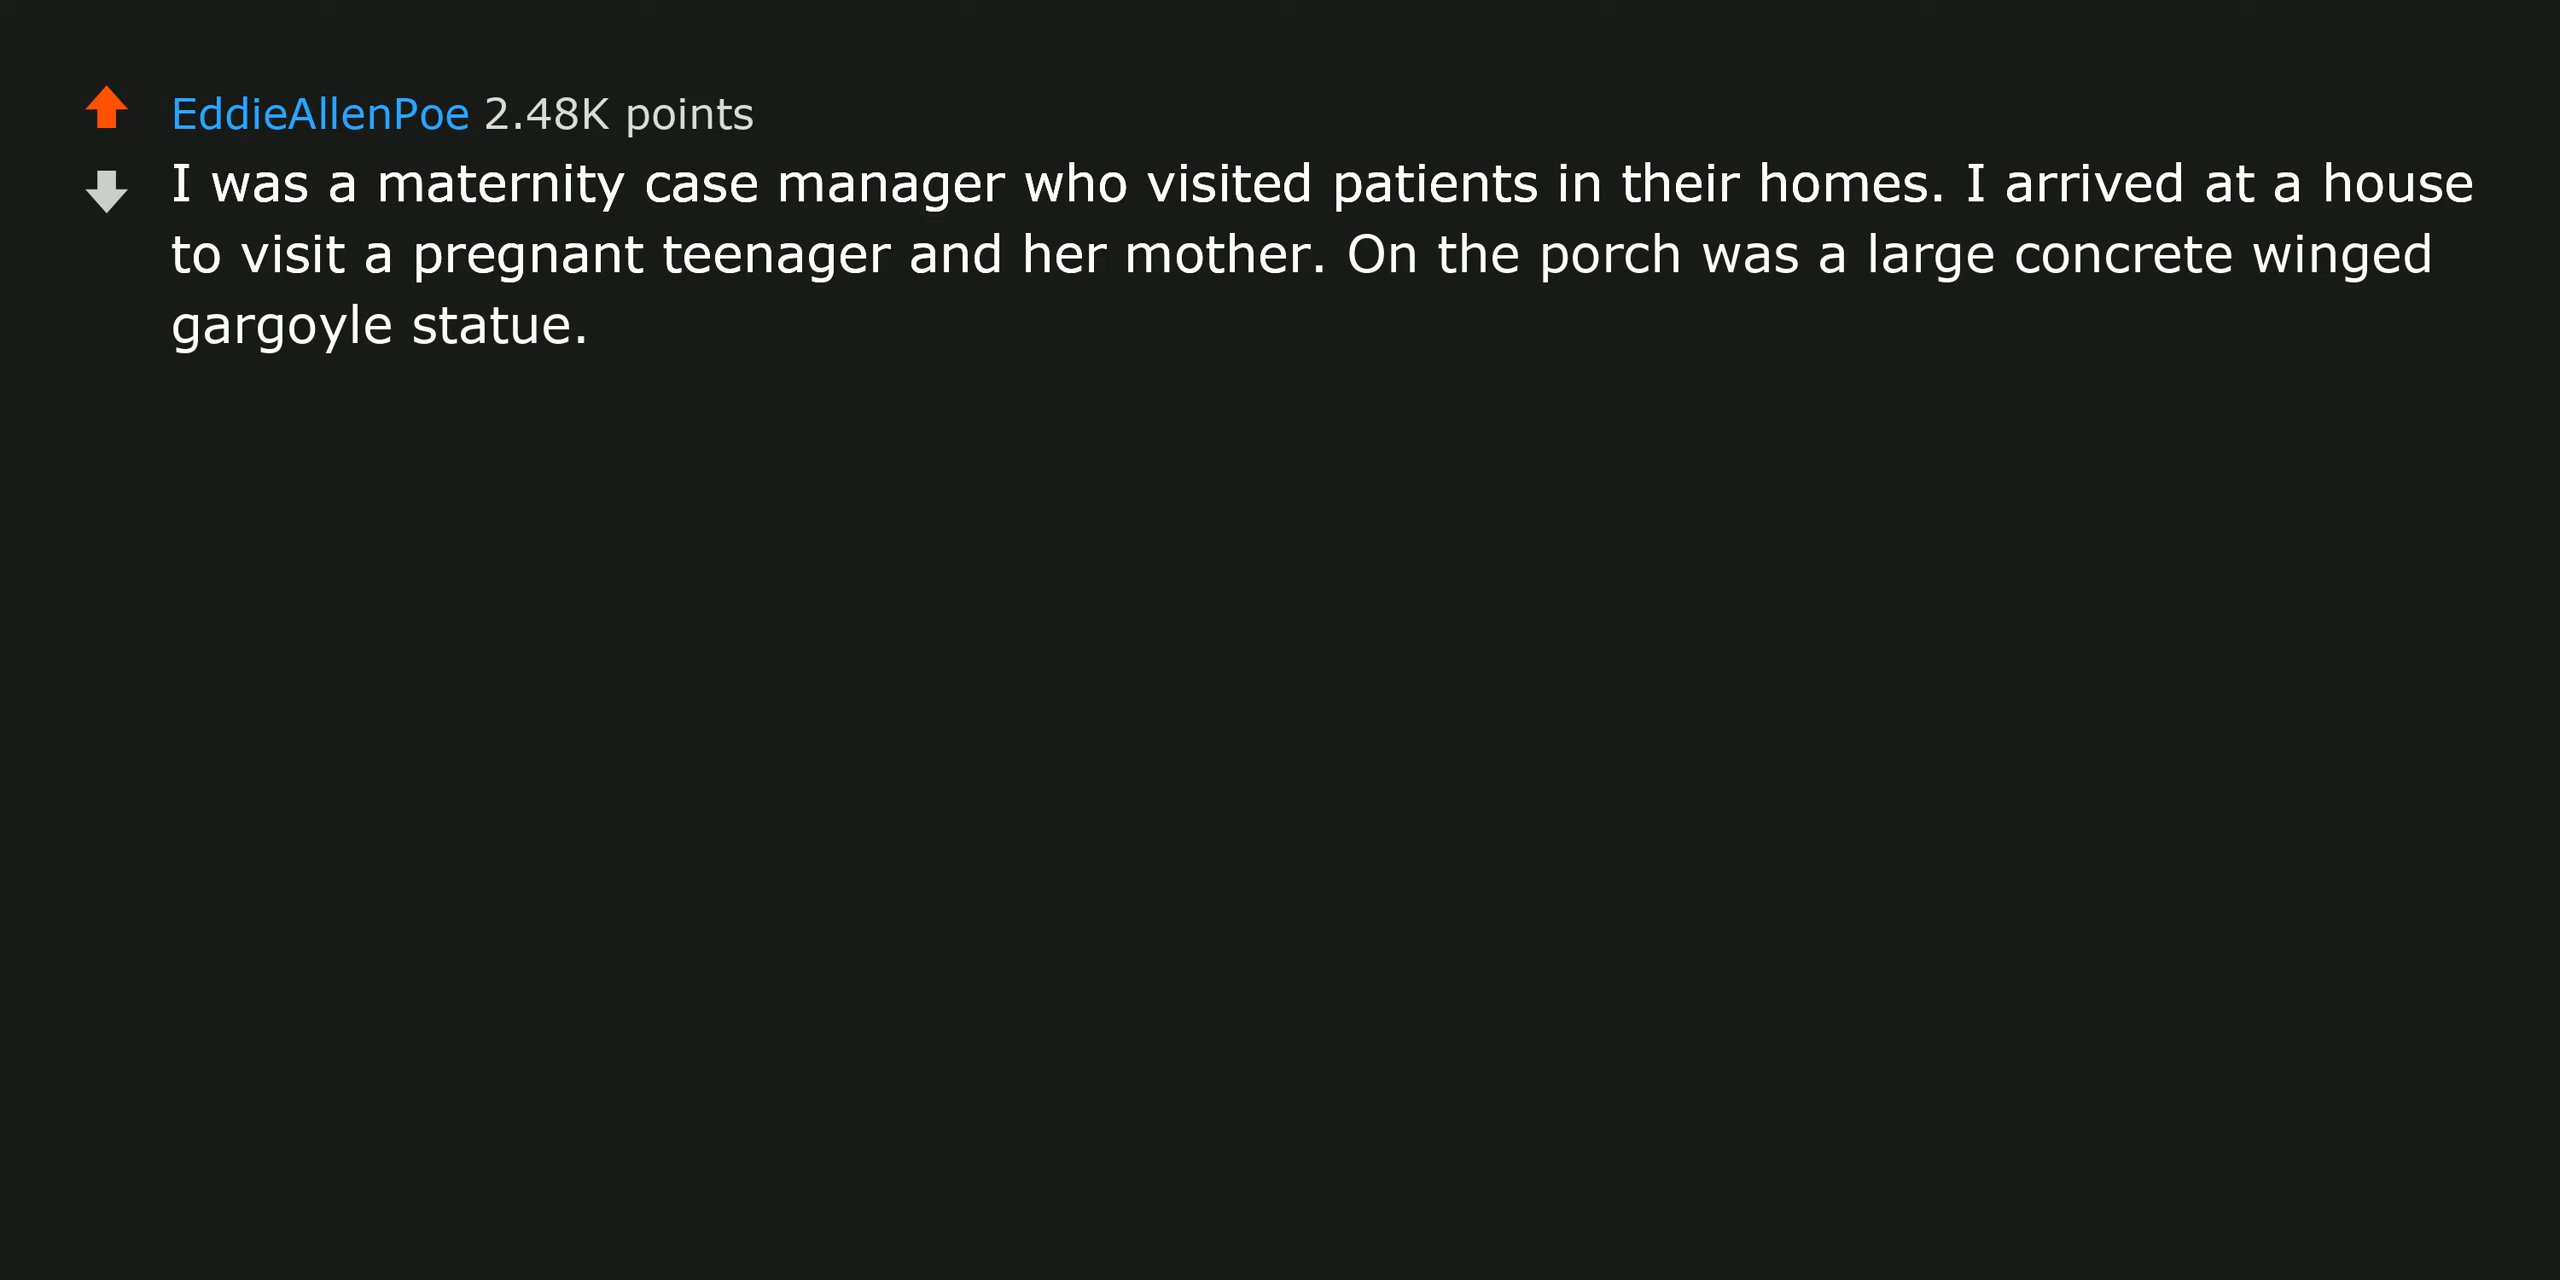 EddieAllenPoe 2.48K points
I was a maternity case manager who visited patients in their homes. I arrived at a house
to visit a pregnant teenager and her mother. On the porch was a large concrete winged
gargoyle statue.